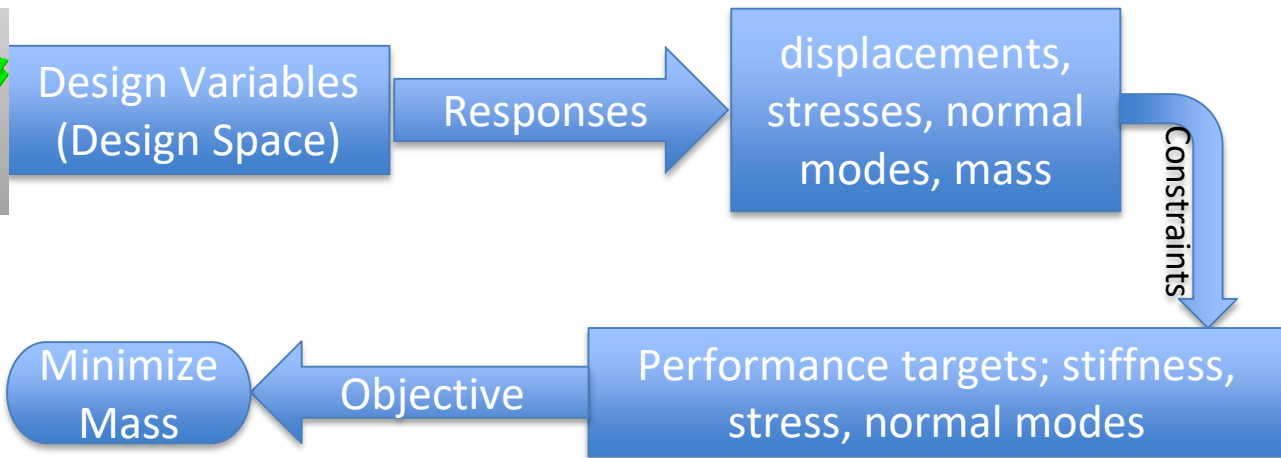 Design Variables
(Design Space)
Responses
displacements,
stresses, normal
modes, mass
Constraints
Performance targets; stiffness,
stress, normal modes
Objective
Minimize
Mass